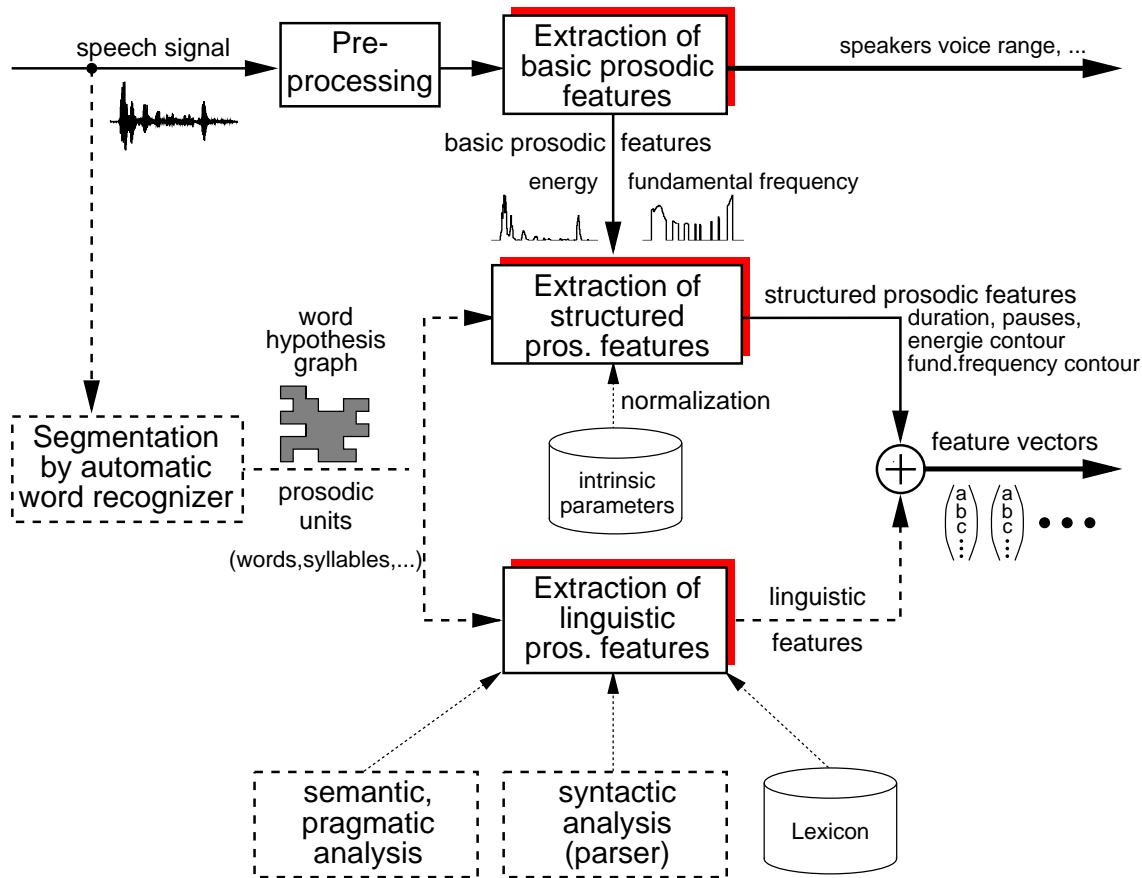 speech signal
Pre-
processing
Extraction of
basic prosodic
features
speakers voice range, ...
basic prosodic features
energy fundamental frequency
Extraction of
structured
pros. features
structured prosodic features
duration, pauses,
energie contour
fund.frequency contour
word
hypothesis
graph
normalization
Segmentation
by automatic
word recognizer
prosodic
units
(words,syllables,...)
intrinsic
parameters
+
feature vectors
a a
b b
c c
Extraction of
linguistic
pros. features
linguistic
features
semantic,
pragmatic
analysis
syntactic
analysis
(parser)
Lexicon